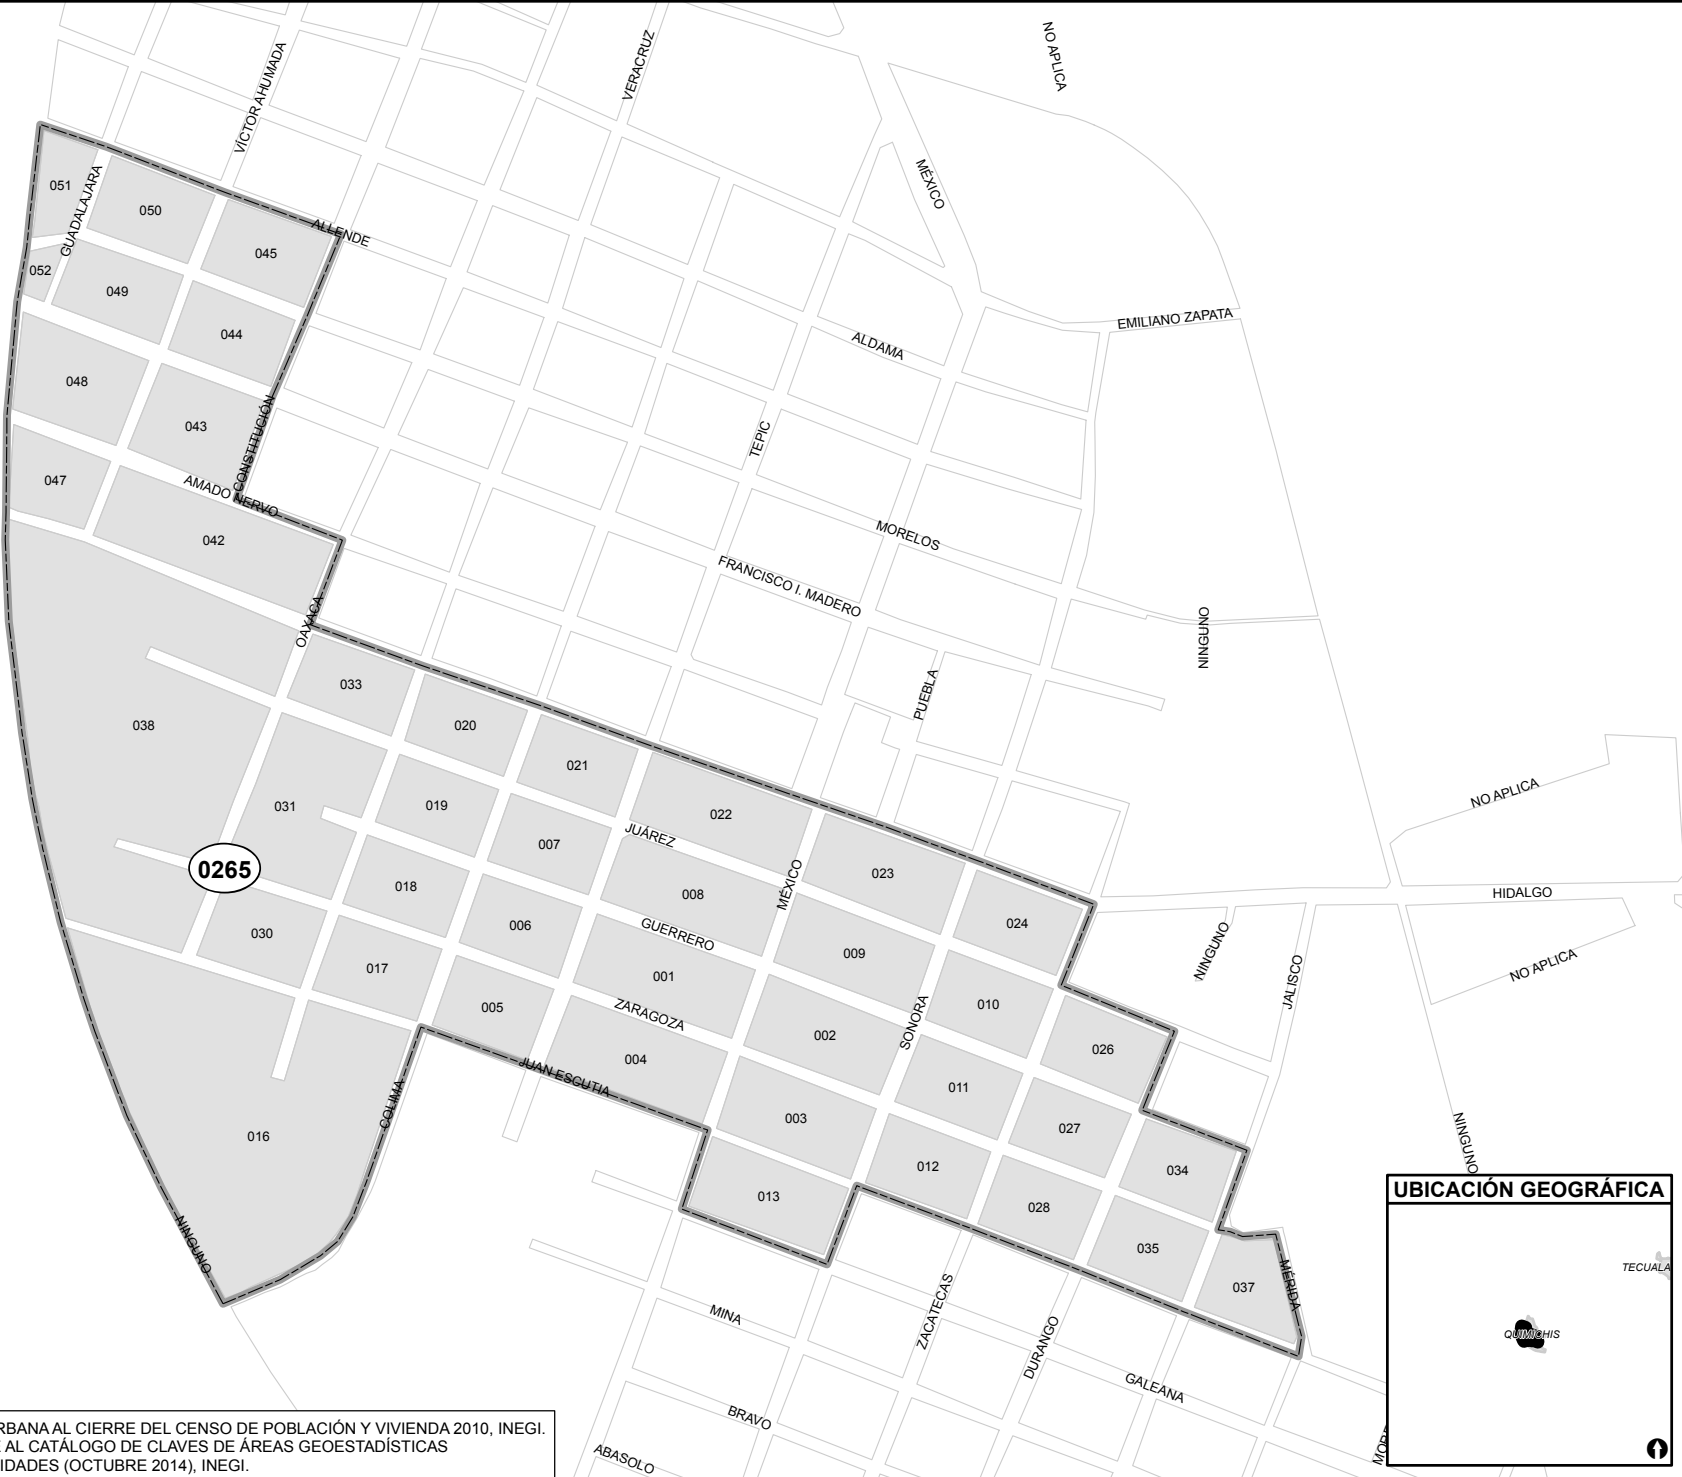 NO APLICA
VERACRUZ
VÍCTOR AHUMADA
MÉXICO
051
GUADALAJARA
050
ALLENDE
045
052
049
044
EMILIANO ZAPATA
ALDAMA
048
043
CONSTITUCIÓN
TEPIC
047
AMADO NERVO
042
MORELOS
FRANCISCO I. MADERO
OAXACA
NINGUNO
033
PUEBLA
038
020
021
031
019
022
JUÁREZ
007
NO APLICA
0265
018
008
MÉXICO
023
HIDALGO
030
006
GUERRERO
009
024
NINGUNO
NO APLICA
017
001
JALISCO
005
ZARAGOZA
002
SONORA
010
026
004
JUAN ESCUTIA
COLIMA
011
016
003
027
NINGUNO
012
034
013
028
035
NINGUNO
037
MÉRIDA
MINA
ZACATECAS
DURANGO
GALEANA
BRAVO
ABASOLO
MOR
UBICACIÓN GEOGRÁFICA
TECUALA
QUIMICHIS
RBANA AL CIERRE DEL CENSO DE POBLACIÓN Y VIVIENDA 2010, INEGI.
AL CATÁLOGO DE CLAVES DE ÁREAS GEOESTADÍSTICAS
IDADES (OCTUBRE 2014), INEGI.